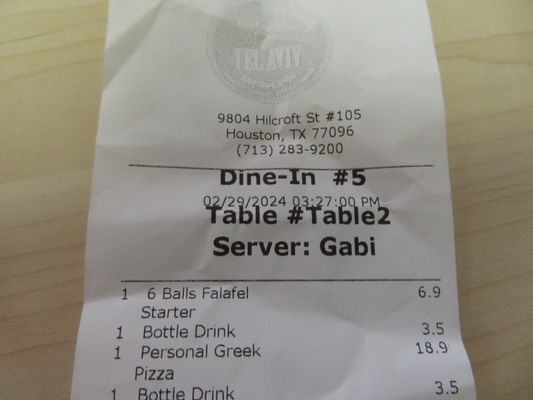 TEL AVIV
9804 Hilcroft St #105
Houston, TX 77096
(713) 283-9200
Dine-In #5
02/29/2024 03:27:00 PM
Table #Table2
Server: Gabi
1 6 Balls Falafel 6.9
Starter
1 Bottle Drink 3.5
1 Personal Greek 18.9
Pizza
1 Bottle Drink 3.5